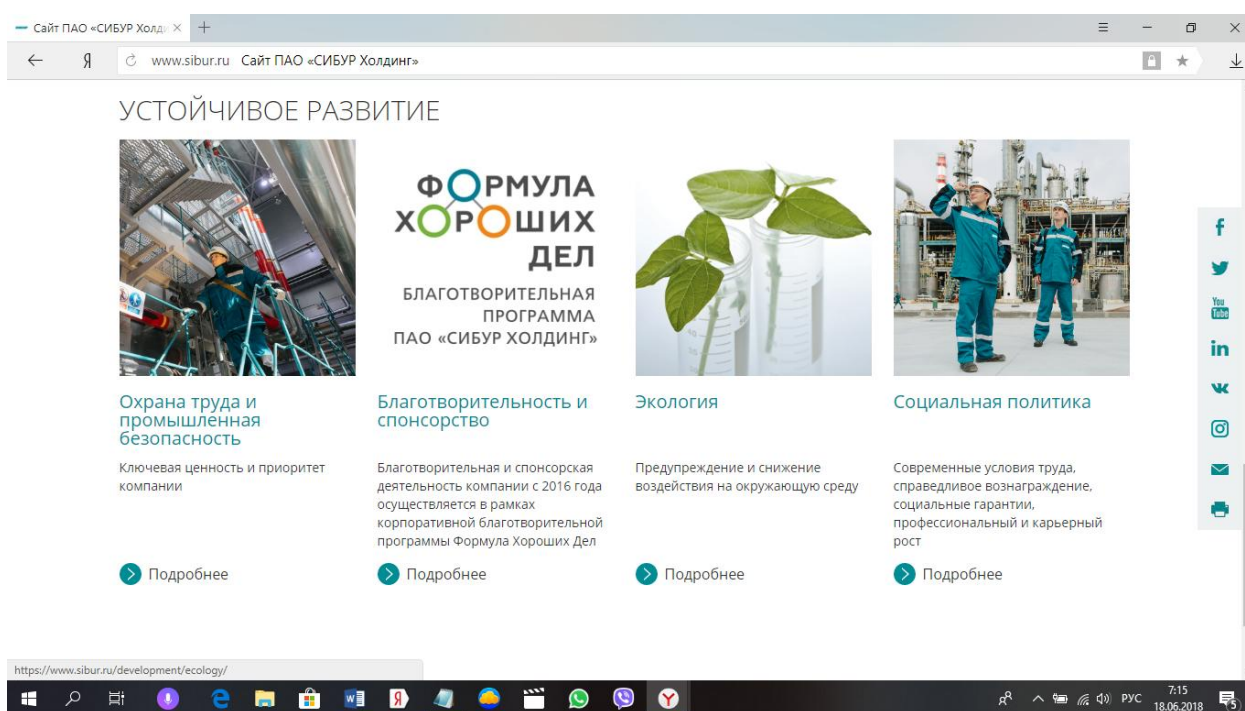 Сайт ПАО «СИБУР Холд
www.sibur.ru Сайт ПАО «СИБУР Холдинг»
УСТОЙЧИВОЕ РАЗВИТИЕ
ФОРМУЛА
ХОРОШИХ
ДЕЛ
БЛАГОТВОРИТЕЛЬНАЯ
ПРОГРАММА
ПАО «СИБУР ХОЛДИНГ»
Охрана труда и
промышленная
безопасность
Ключевая ценность и приоритет
компании
Подробнее
Благотворительность и
спонсорство
Благотворительная и спонсорская
деятельность компании с 2016 года
осуществляется в рамках
корпоративной благотворительной
программы Формула Хороших Дел
Подробнее
Экология
Предупреждение и снижение
воздействия на окружающую среду
Подробнее
Социальная политика
Современные условия труда,
справедливое вознаграждение,
социальные гарантии,
профессиональный и карьерный
рост
Подробнее
You
Tube
in
https://www.sibur.ru/development/ecology/
РУС
7:15
18.06.2018
5